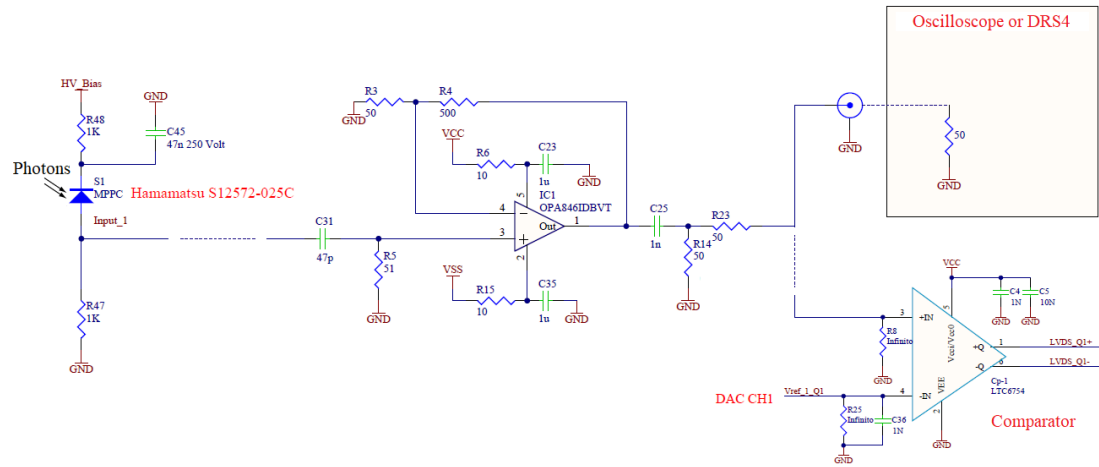 Oscilloscope or DRS4
HV_Bias
GND
R48
1K
C45
47n 250 Volt
Photons
S1
MPPC
Hamamatsu S12572-025C
Input_1
R47
1K
GND
C31
47p
R5
51
GND
R3
50
GND
R4
500
VCC
R6
10
C23
1u
GND
IC1
OPA846IDBVT
5
4
3
2
1
Out
VSS
R15
10
C35
1u
GND
C25
1n
R14
50
GND
R23
50
GND
50
GND
VCC
C4
1N
C5
10N
GND
GND
5
3
+IN
Vcci/Vcc0
+Q
1
LVDS_Q1+
-Q
6
LVDS_Q1-
R8
Infinito
GND
DAC CH1
Vref_1_Q1
4
-IN
VEE
2
Cp-1
LTC6754
R25
Infinito
C36
1N
GND
GND
Comparator